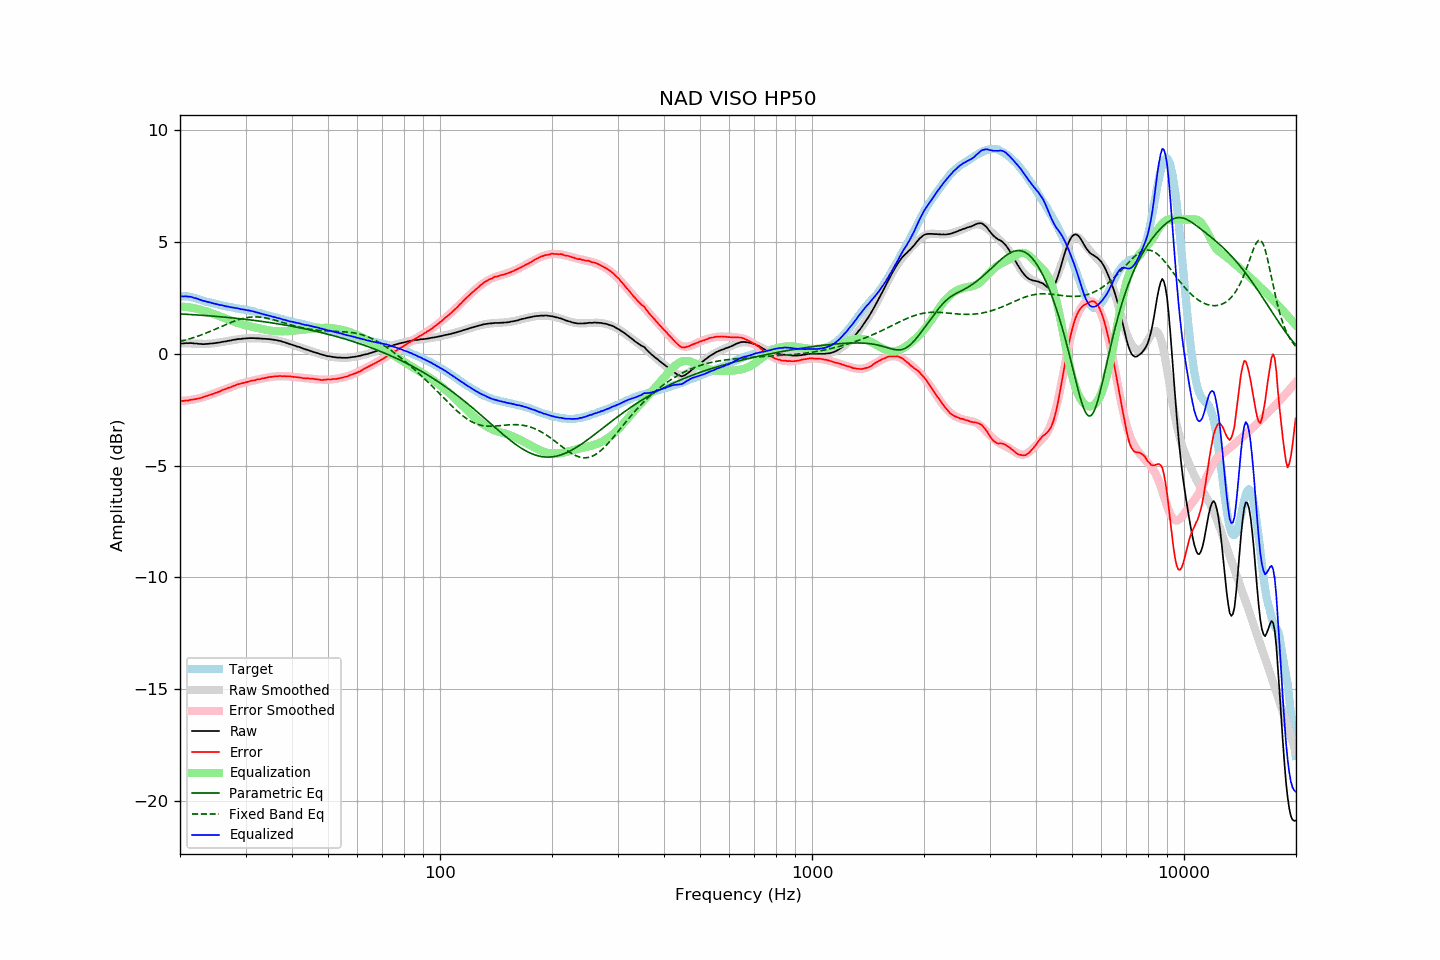 NAD VISO HP50
10
5
0
−5
−10
−15
−20
Amplitude (dBr)
Target
Raw Smoothed
Error Smoothed
Raw
Error
Equalization
Parametric Eq
Fixed Band Eq
Equalized
100
1000
10000
Frequency (Hz)